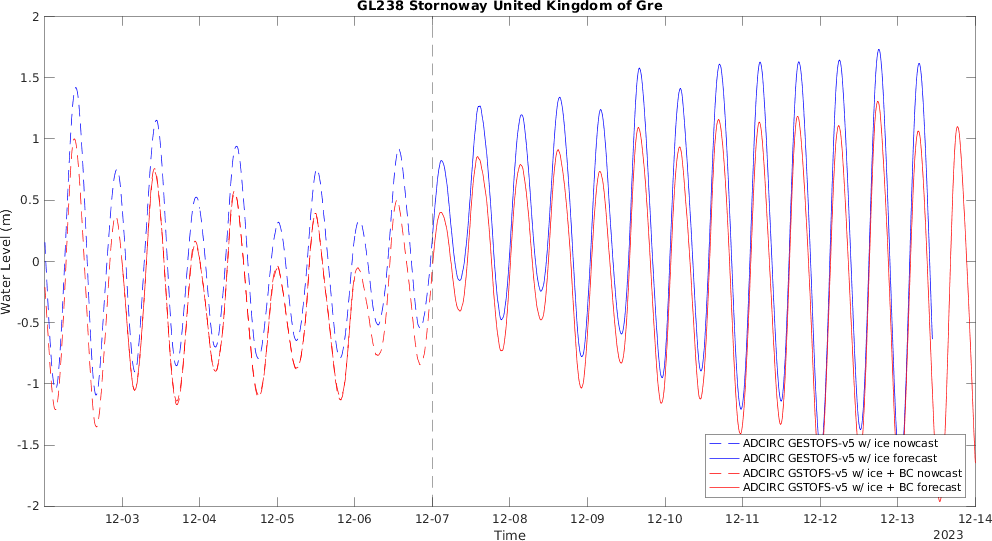 GL238 Stornoway United Kingdom of Gre
2
1.5
1
0.5
0
-0.5
-1
-1.5
-2
Water Level (m)
12-03 12-04 12-05 12-06 12-07 12-08 12-09 12-10 12-11 12-12 12-13 12-14
Time
2023
ADCIRC GESTOFS-v5 w/ ice nowcast
ADCIRC GESTOFS-v5 w/ ice forecast
ADCIRC GSTOFS-v5 w/ ice + BC nowcast
ADCIRC GSTOFS-v5 w/ ice + BC forecast